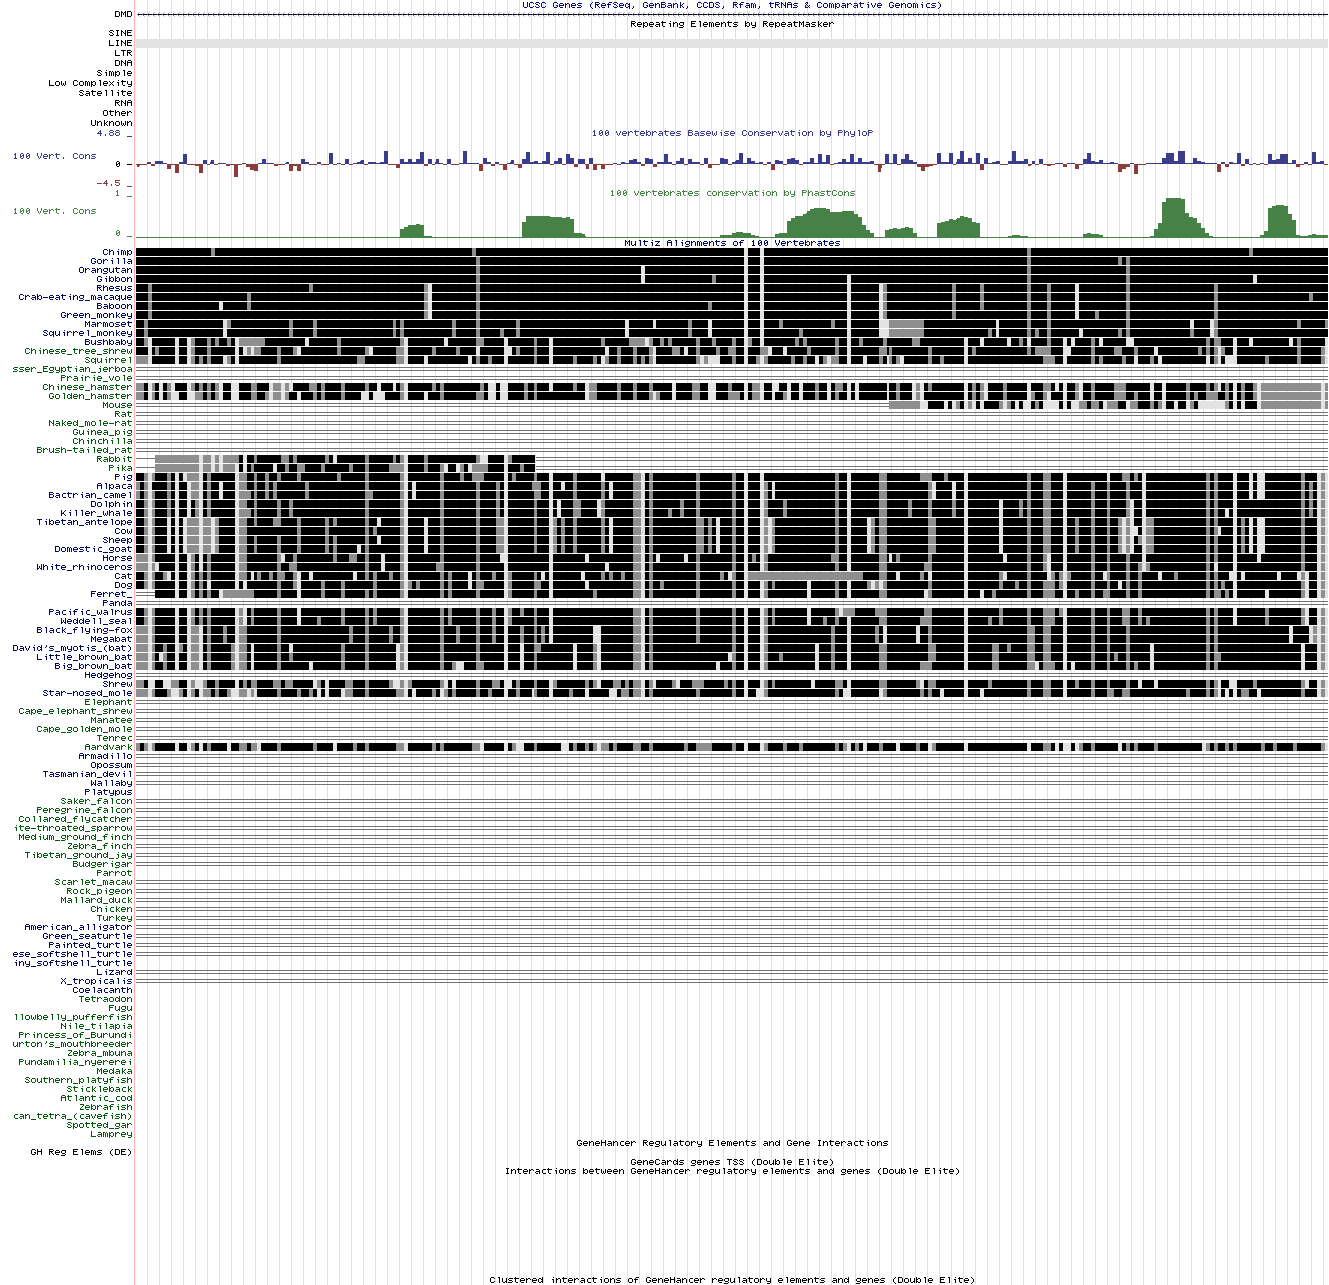 UCSC Genes (RefSeq, GenBank, CCDS, Rfam, tRNAs & Comparative Genomics)
DMD
Repeating Elements by RepeatMasker
SINE
LINE
LTR
DNA
Simple
Low Complexity
Satellite
RNA
Other
Unknown
4.88 _
100 vertebrates Basewise Conservation by PhyloP
100 Vert. Cons
0 _
-4.5 _
1 _
100 vertebrates conservation by PhastCons
100 Vert. Cons
0 _
Multiz Alignments of 100 Vertebrates
Chimp
Gorilla
Orangutan
Gibbon
Rhesus
Crab-eating_macaque
Baboon
Green_monkey
Marmoset
Squirrel_monkey
Bushbaby
Chinese_tree_shrew
Squirrel
sser_Egyptian_jerboa
Prairie_vole
Chinese_hamster
Golden_hamster
Mouse
Rat
Naked_mole-rat
Guinea_pig
Chinchilla
Brush-tailed_rat
Rabbit
Pika
Pig
Alpaca
Bactrian_camel
Dolphin
Killer_whale
Tibetan_antelope
Cow
Sheep
Domestic_goat
Horse
White_rhinoceros
Cat
Dog
Ferret_
Panda
Pacific_walrus
Weddell_seal
Black_flying-fox
Megabat
David's_myotis_(bat)
Little_brown_bat
Big_brown_bat
Hedgehog
Shrew
Star-nosed_mole
Elephant
Cape_elephant_shrew
Manatee
Cape_golden_mole
Tenrec
Aardvark
Armadillo
Opossum
Tasmanian_devil
Wallaby
Platypus
Saker_falcon
Peregrine_falcon
Collared_flycatcher
ite-throated_sparrow
Medium_ground_finch
Zebra_finch
Tibetan_ground_jay
Budgerigar
Parrot
Scarlet_macaw
Rock_pigeon
Mallard_duck
Chicken
Turkey
American_alligator
Green_seaturtle
Painted_turtle
ese_softshell_turtle
iny_softshell_turtle
Lizard
X_tropicalis
Coelacanth
Tetraodon
Fugu
llowbelly_pufferfish
Nile_tilapia
Princess_of_Burundi
urton's_mouthbreeder
Zebra_mbuna
Pundamilia_nyererei
Medaka
Southern_platyfish
Stickleback
Atlantic_cod
Zebrafish
can_tetra_(cavefish)
Spotted_gar
Lamprey
GeneHancer Regulatory Elements and Gene Interactions
GH Reg Elems (DE)
GeneCards genes TSS (Double Elite)
Interactions between GeneHancer regulatory elements and genes (Double Elite)
Clustered interactions of GeneHancer regulatory elements and genes (Double Elite)